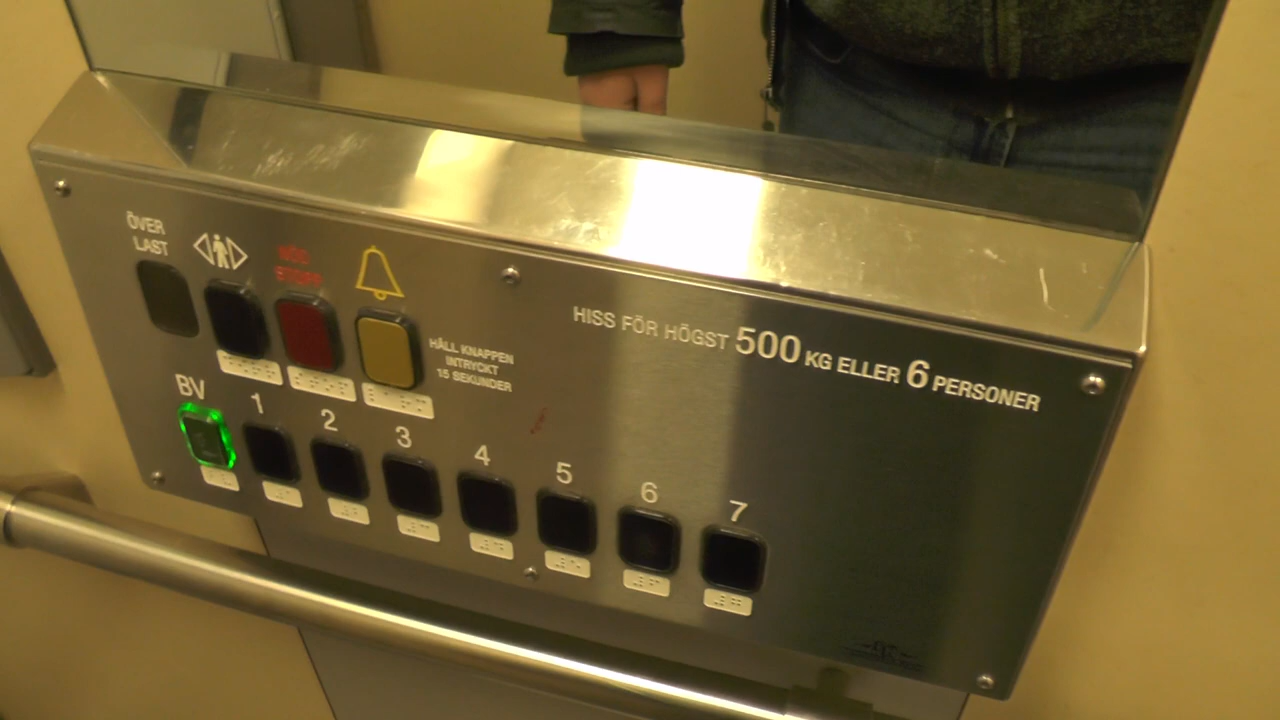 ÖVER
LAST
NÖD
STOPP
HÅLL KNAPPEN
INTRYCKT
15 SEKUNDER
HISS FÖR HÖGST 500 KG ELLER 6 PERSONER
BV 1 2 3 4 5 6 7